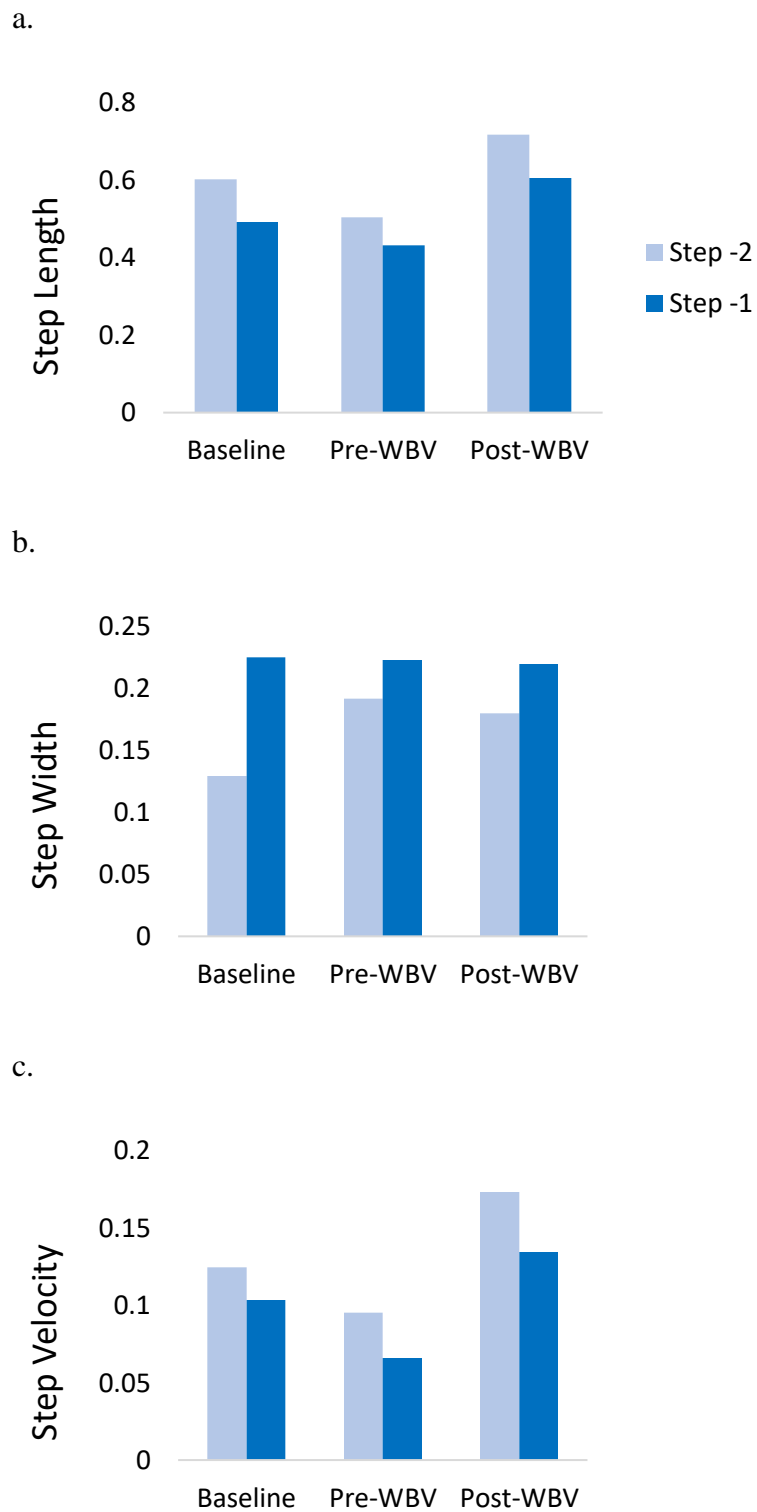 a.
0.8
0.6
0.4
0.2
0
Step Length
Baseline Pre-WBV Post-WBV
Step -2
Step -1
b.
0.25
0.2
0.15
0.1
0.05
0
Step Width
Baseline Pre-WBV Post-WBV
c.
0.2
0.15
0.1
0.05
0
Step Velocity
Baseline Pre-WBV Post-WBV